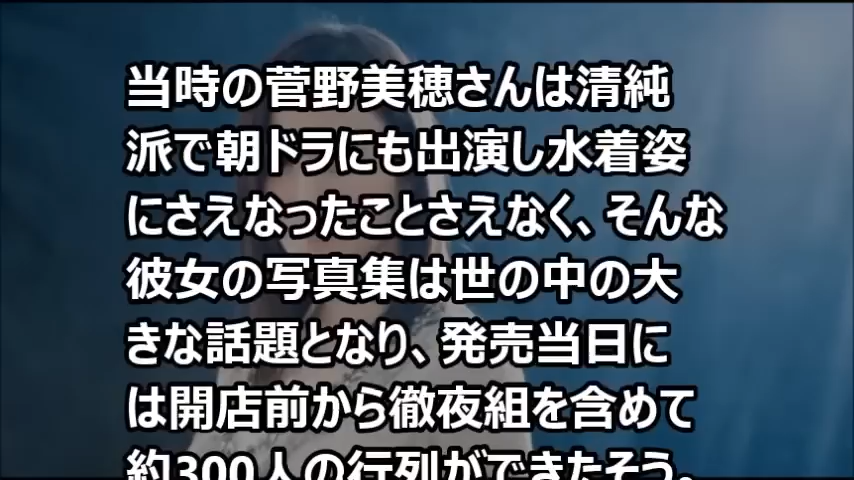 当時の菅野美穂さんは清純
派で朝ドラにも出演し水着姿
にさえなったことさえなく、そんな
彼女の写真集は世の中の大
きな話題となり、発売当日に
は開店前から徹夜組を含めて
約300人の行列ができたそう。